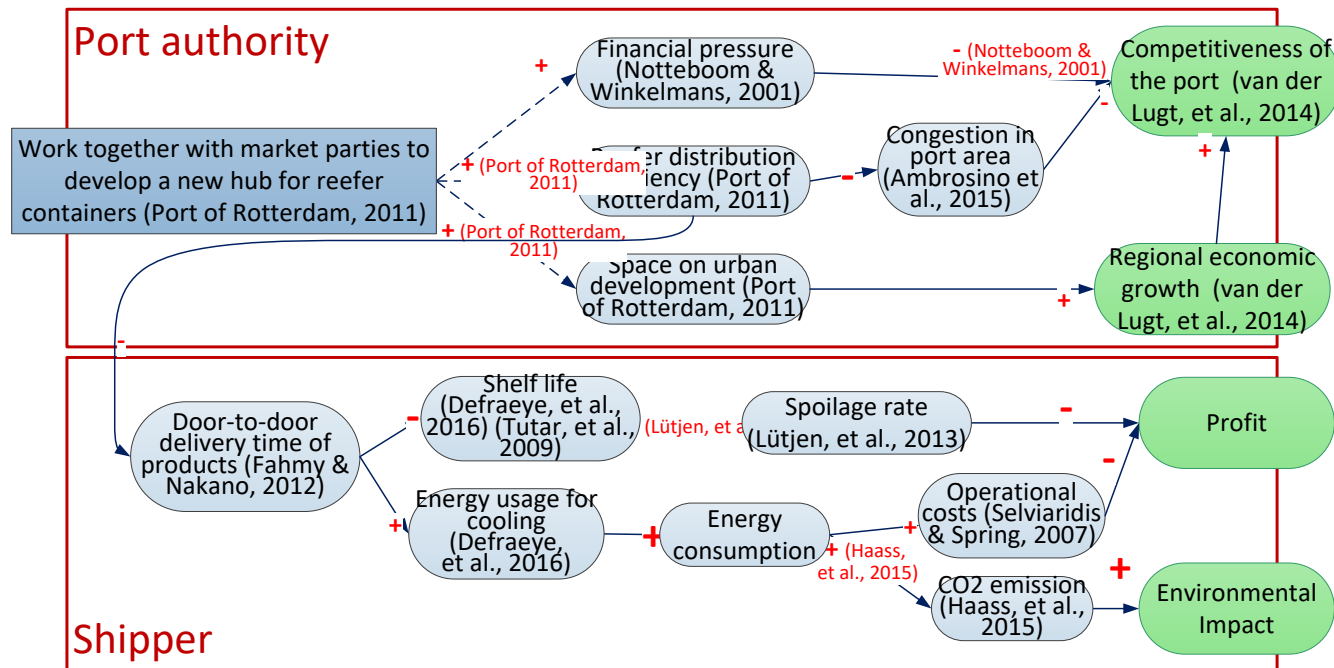 Port authority
Work together with market parties to
develop a new hub for reefer
containers (Port of Rotterdam, 2011)
+
Financial pressure
(Notteboom &
Winkelmans, 2001)
- (Notteboom &
Winkelmans, 2001)
Competitiveness of
the port (van der
Lugt, et al., 2014)
+ (Port of Rotterdam,
2011)
distribution
(Port of
Rotterdam, 2011)
-
Congestion in
port area
(Ambrosino et
al., 2015)
-
+
+ (Port of Rotterdam,
2011)
Space on urban
development (Port
of Rotterdam, 2011)
+
Regional economic
growth (van der
Lugt, et al., 2014)
-
Door-to-door
delivery time of
products (Fahmy &
Nakano, 2012)
-
Shelf life
(Defraeye, et al.,
2016) (Tutar, et al.,
2009)
(Lütjen, et
Spoilage rate
(Lütjen, et al., 2013)
-
Profit
+
Energy usage for
cooling
(Defraeye,
et al., 2016)
+
Energy
consumption
+
Operational
costs (Selviaridis
& Spring, 2007)
-
+ (Haass,
et al., 2015)
CO2 emission
(Haass, et al.,
2015)
+
Environmental
Impact
Shipper